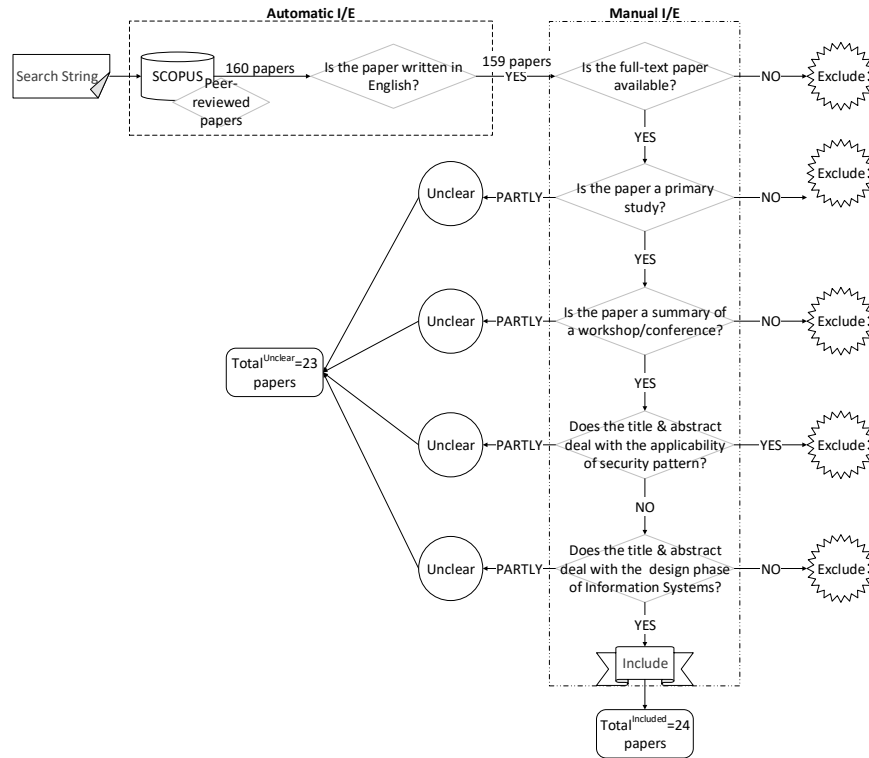 Automatic I/E
Manual I/E
Search String
SCOPUS
Peer-
reviewed
papers
160 papers
Is the paper written in
English?
159 papers
YES
Is the full-text paper
available?
NO
Exclude
YES
Unclear
PARTLY
Is the paper a primary
study?
NO
Exclude
YES
Unclear
PARTLY
Is the paper a summary of
a workshop/conference?
NO
Exclude
Total^Unclear=23
papers
YES
Unclear
PARTLY
Does the title & abstract
deal with the applicability
of security pattern?
YES
Exclude
NO
Unclear
PARTLY
Does the title & abstract
deal with the design phase
of Information Systems?
NO
Exclude
YES
Include
Total^Included=24
papers